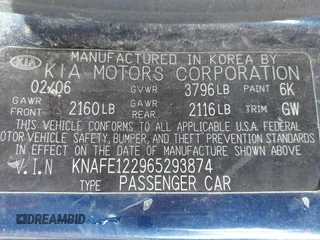 MANUFACTURED IN KOREA BY
KIA KIA MOTORS CORPORATION
02/06 GVWR 3796LB PAINT 6K
GAWR FRONT 2160LB GAWR REAR 2116LB TRIM GW
THIS VEHICLE CONFORMS TO ALL APPLICABLE U.S.A. FEDERAL
MOTOR VEHICLE SAFETY, BUMPER, AND THEFT PREVENTION STANDARDS
IN EFFECT ON THE DATE OF MANUFACTURE SHOWN ABOVE.
V.I.N KNAFE122965293874
TYPE PASSENGER CAR
DREAMBID